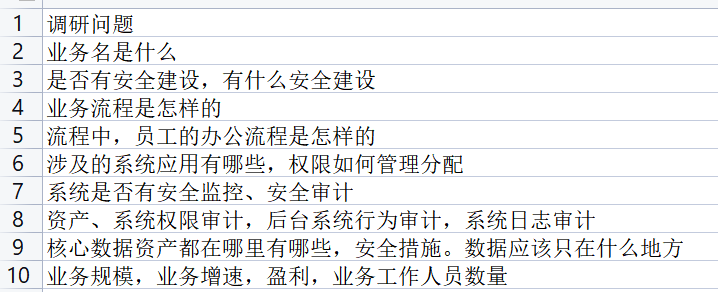 1 调研问题
2 业务名是什么
3 是否有安全建设，有什么安全建设
4 业务流程是怎样的
5 流程中，员工的办公流程是怎样的
6 涉及的系统应用有哪些，权限如何管理分配
7 系统是否有安全监控、安全审计
8 资产、系统权限审计，后台系统行为审计，系统日志审计
9 核心数据资产都在哪里有哪些，安全措施。数据应该只在什么地方
10 业务规模，业务增速，盈利，业务工作人员数量